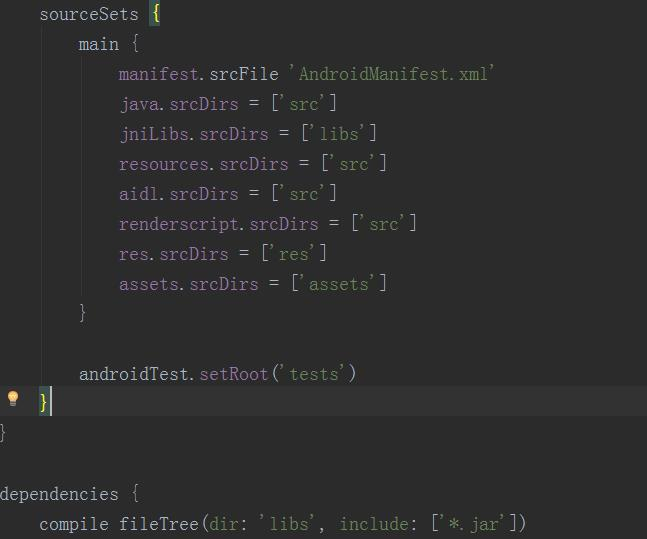 sourceSets {
main {
manifest.srcFile 'AndroidManifest.xml'
java.srcDirs = ['src']
jniLibs.srcDirs = ['libs']
resources.srcDirs = ['src']
aidl.srcDirs = ['src']
renderscript.srcDirs = ['src']
res.srcDirs = ['res']
assets.srcDirs = ['assets']
}
androidTest.setRoot('tests')
}
}
dependencies {
compile fileTree(dir: 'libs', include: ['*.jar'])